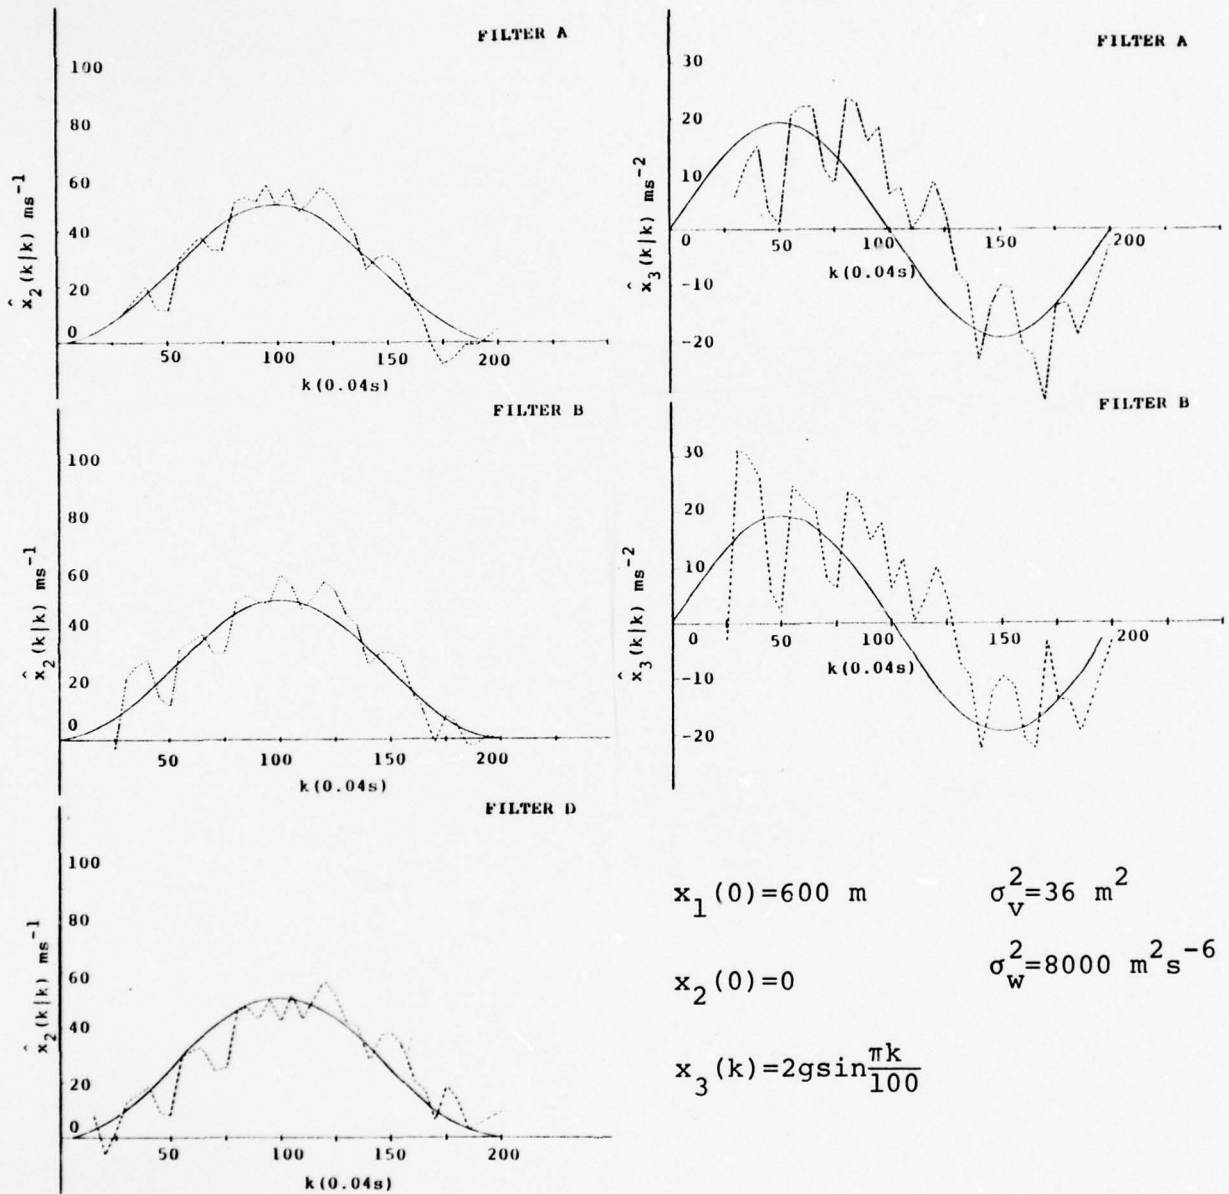 FILTER A
100
80
60
40
20
0
50 100 150 200
k(0.04s)
x̂₂(k|k) ms⁻¹
FILTER A
30
20
10
0 50 100 150 200
k(0.04s)
-10
-20
x̂₃(k|k) ms⁻²
FILTER B
100
80
60
40
20
0
50 100 150 200
k(0.04s)
x̂₂(k|k) ms⁻¹
FILTER B
30
20
10
0 50 100 150 200
k(0.04s)
-10
-20
x̂₃(k|k) ms⁻²
FILTER D
100
80
60
40
20
0
50 100 150 200
k(0.04s)
x̂₂(k|k) ms⁻¹
x₁(0)=600 m
σᵥ²=36 m²
x₂(0)=0
σ_w²=8000 m²s⁻⁶
x₃(k)=2gsin πk/100